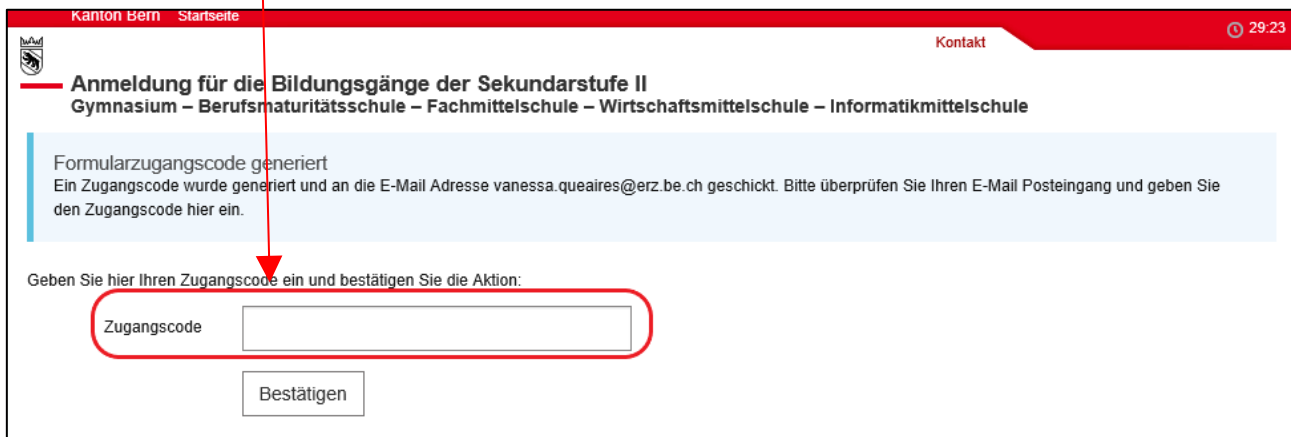 Kanton Bern Startseite
29:23
Kontakt
Anmeldung für die Bildungsgänge der Sekundarstufe II
Gymnasium – Berufsmaturitätsschule – Fachmittelschule – Wirtschaftsmittelschule – Informatikmittelschule
Formularzugangscode generiert
Ein Zugangscode wurde generiert und an die E-Mail Adresse vanessa.queaires@erz.be.ch geschickt. Bitte überprüfen Sie Ihren E-Mail Posteingang und geben Sie
den Zugangscode hier ein.
Geben Sie hier Ihren Zugangscode ein und bestätigen Sie die Aktion:
Zugangscode
Bestätigen